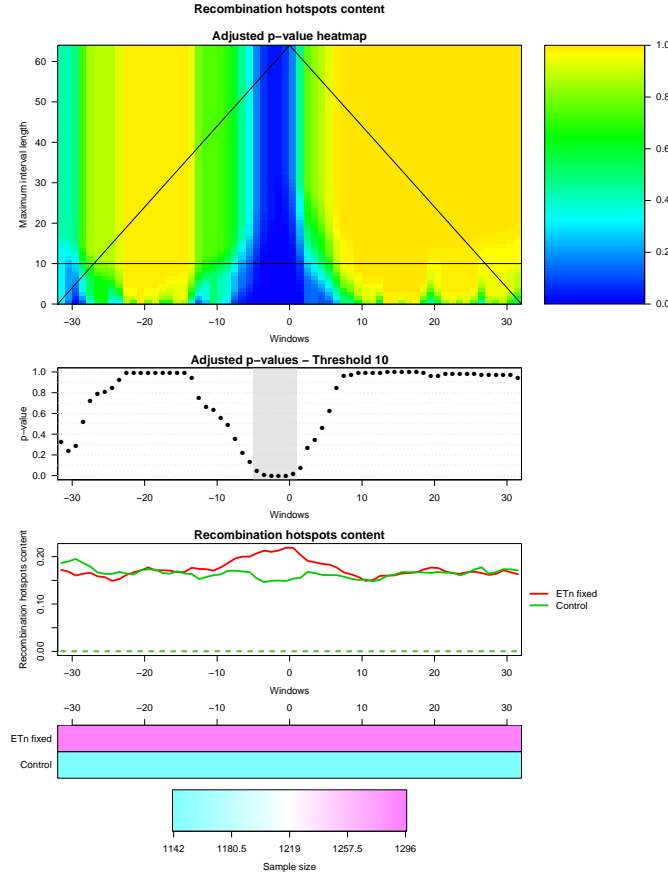 Recombination hotspots content
Adjusted p-value heatmap
Maximum interval length
60
50
40
30
20
10
0
−30 −20 −10 0 10 20 30
Windows
1.0
0.8
0.6
0.4
0.2
0.0
Adjusted p-values − Threshold 10
p−value
1.0
0.8
0.6
0.4
0.2
0.0
−30 −20 −10 0 10 20 30
Windows
Recombination hotspots content
Recombination hotspots content
0.20
0.10
0.00
−30 −20 −10 0 10 20 30
Windows
ETn fixed
Control
−30 −20 −10 0 10 20 30
ETn fixed
Control
1142 1180.5 1219 1257.5 1296
Sample size